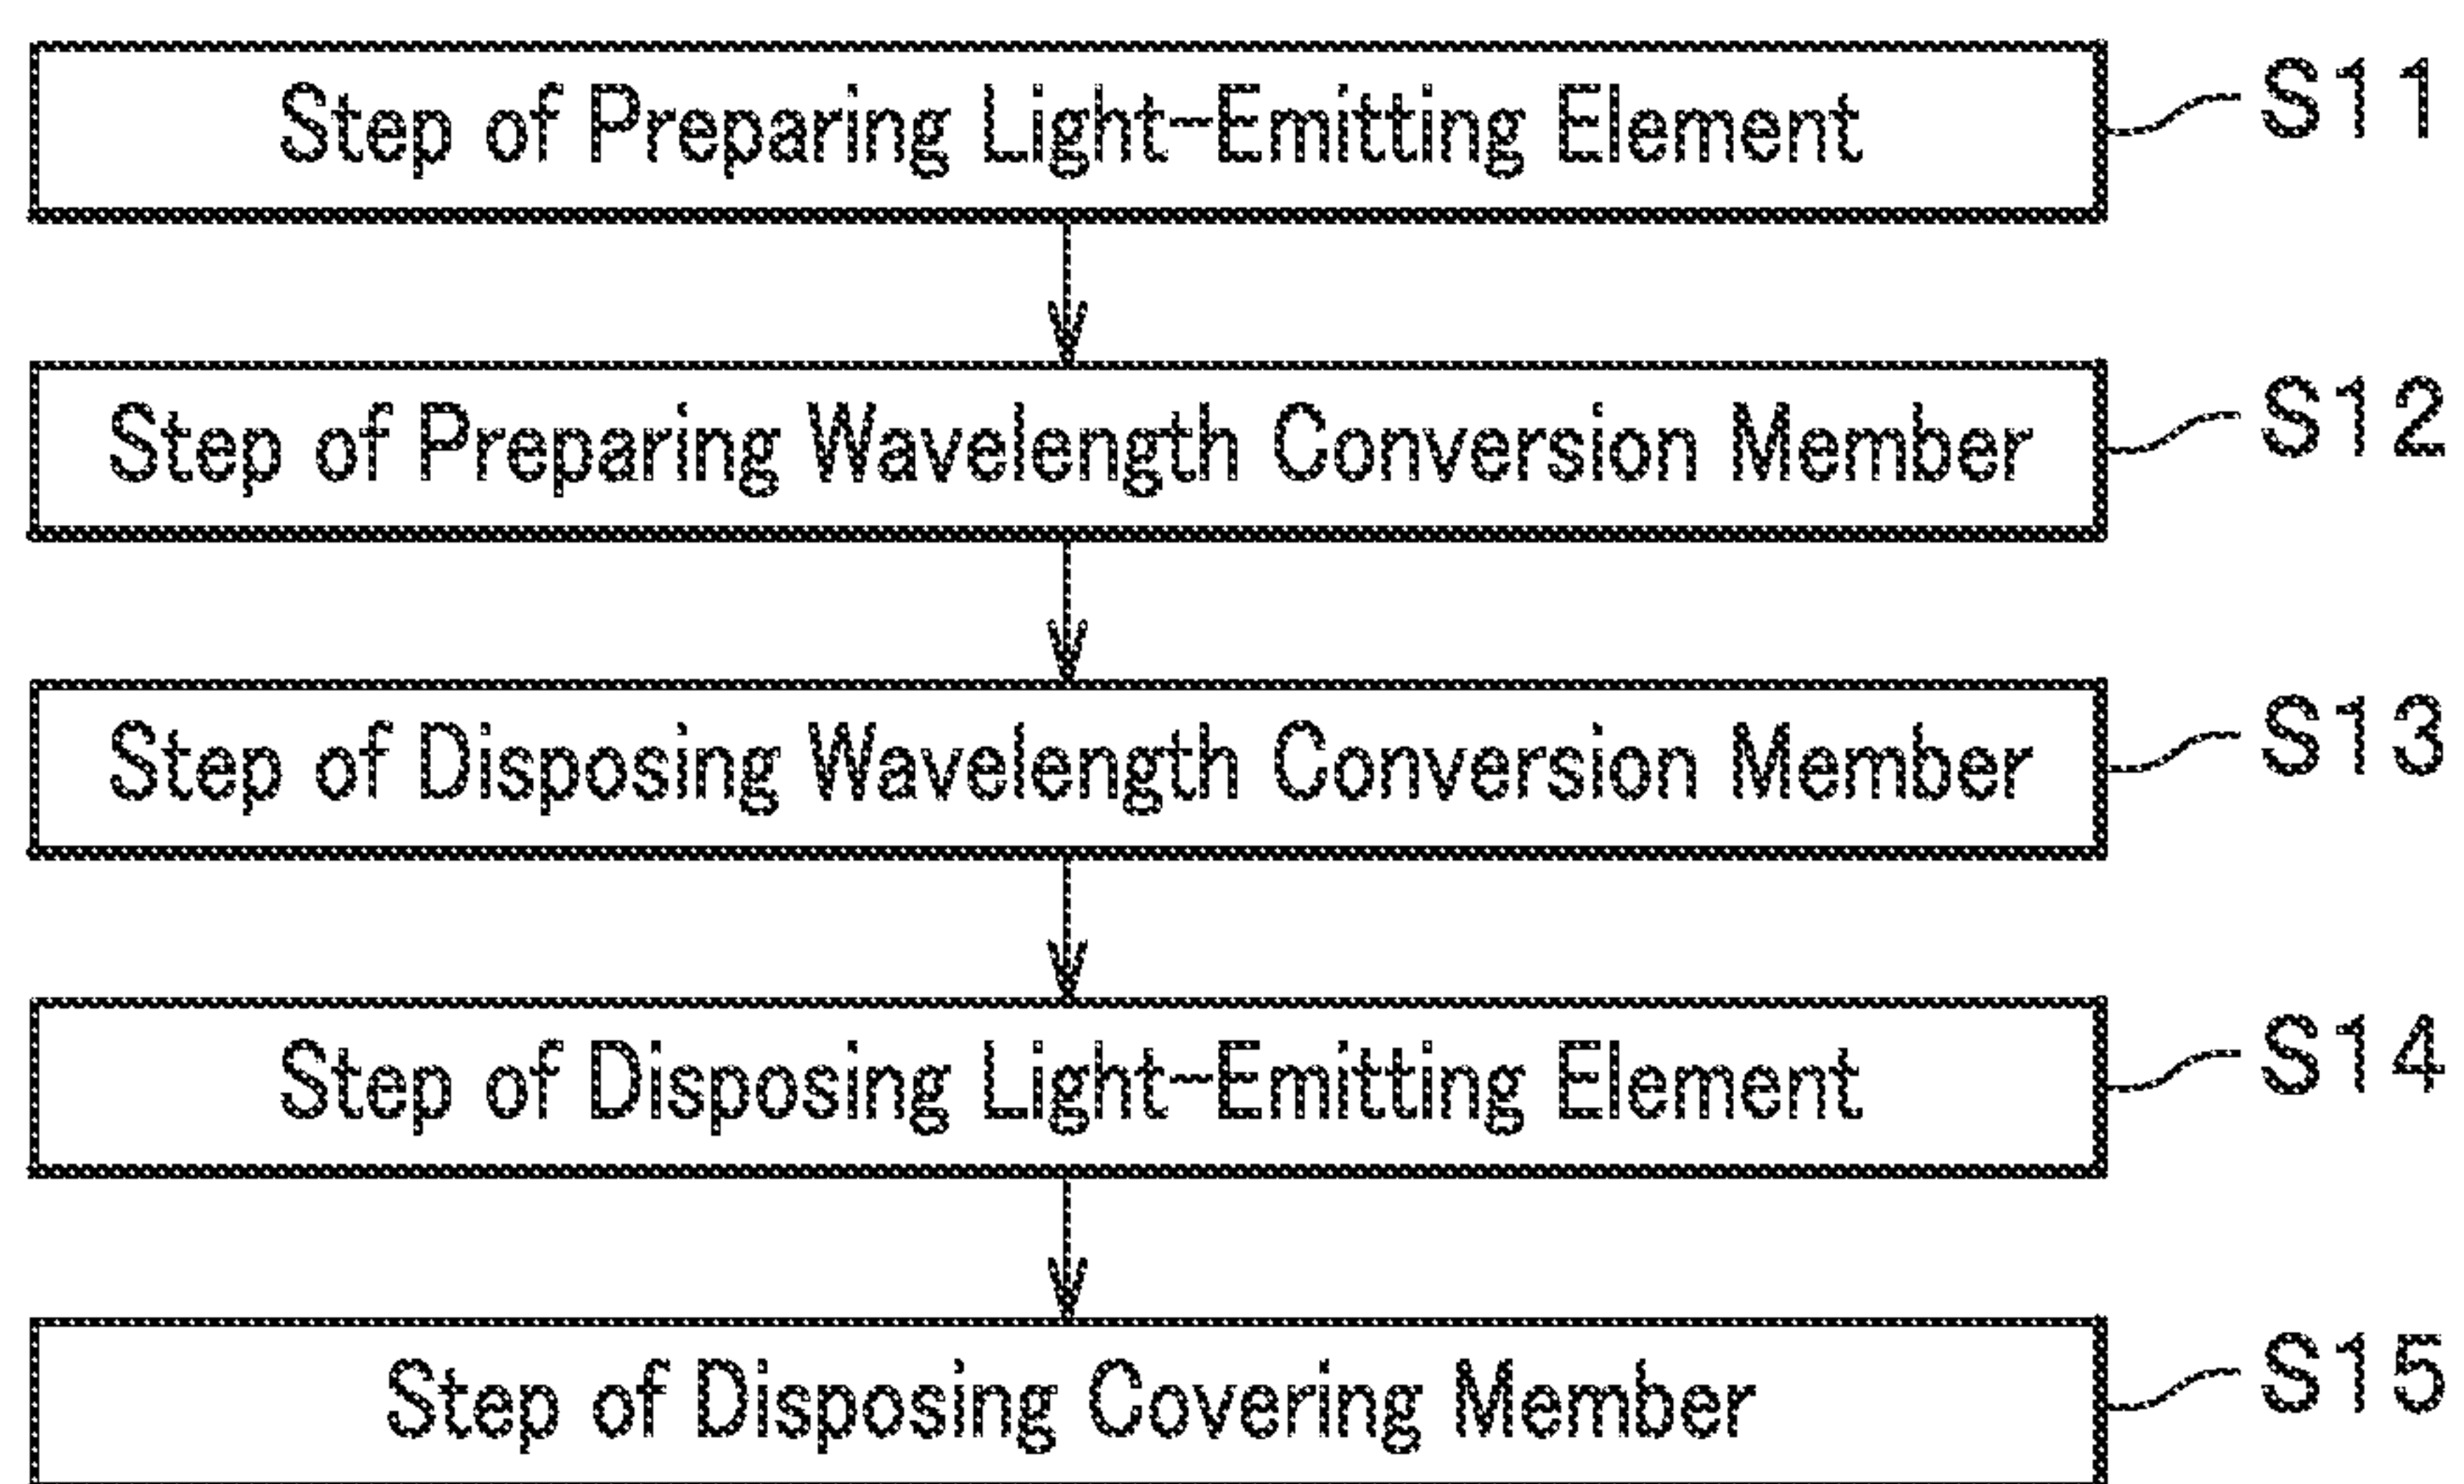 Step of Preparing Light-Emitting Element S11
Step of Preparing Wavelength Conversion Member S12
Step of Disposing Wavelength Conversion Member S13
Step of Disposing Light-Emitting Element S14
Step of Disposing Covering Member S15